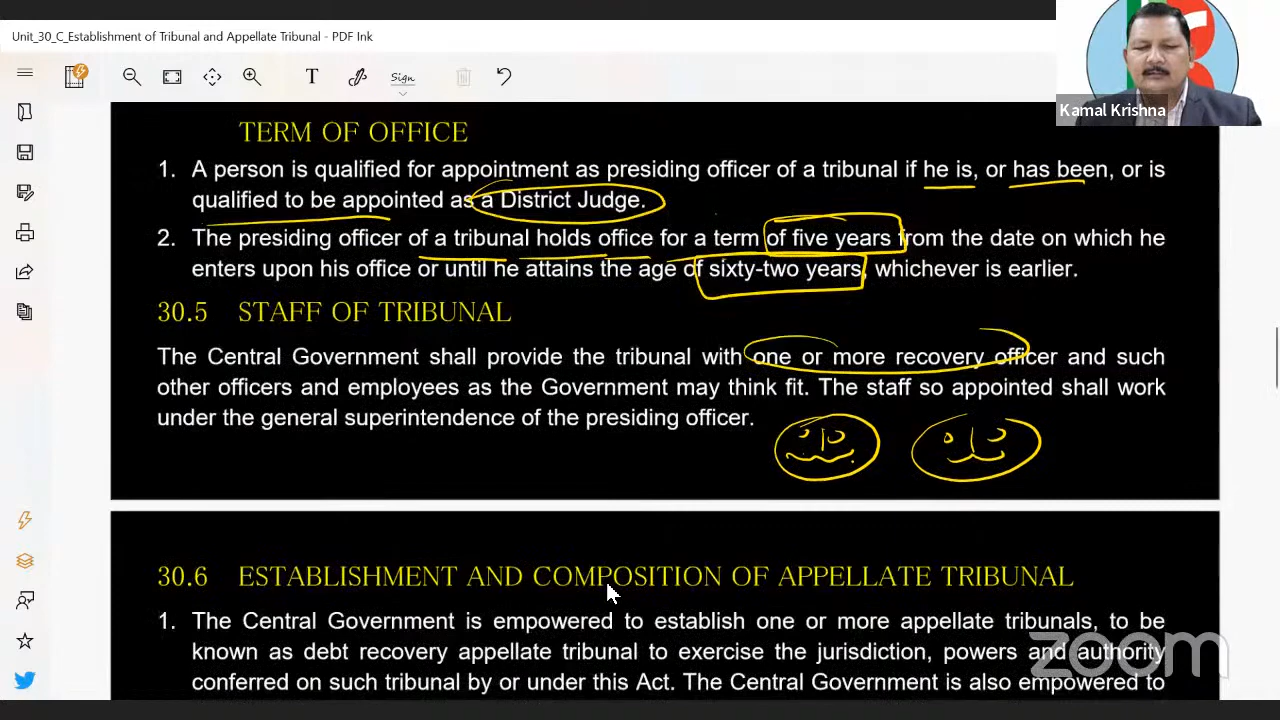 Unit_30_C_Establishment of Tribunal and Appellate Tribunal - PDF Ink
T
Sign
Kamal Krishna
TERM OF OFFICE
1. A person is qualified for appointment as presiding officer of a tribunal if he is, or has been, or is
qualified to be appointed as a District Judge.
2. The presiding officer of a tribunal holds office for a term of five years from the date on which he
enters upon his office or until he attains the age of sixty-two years, whichever is earlier.
30.5 STAFF OF TRIBUNAL
The Central Government shall provide the tribunal with one or more recovery officer and such
other officers and employees as the Government may think fit. The staff so appointed shall work
under the general superintendence of the presiding officer.
30.6 ESTABLISHMENT AND COMPOSITION OF APPELLATE TRIBUNAL
1. The Central Government is empowered to establish one or more appellate tribunals, to be
known as debt recovery appellate tribunal to exercise the jurisdiction, powers and authority
conferred on such tribunal by or under this Act. The Central Government is also empowered to
zoom